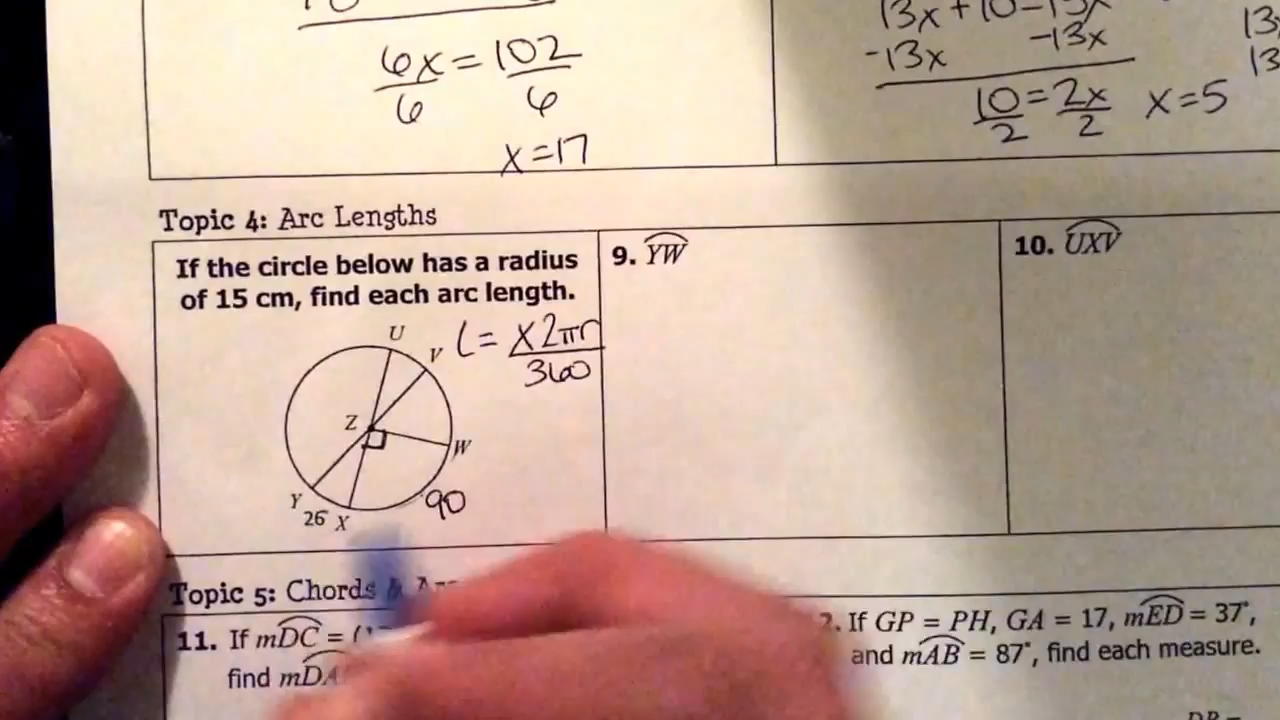 6x = 102
6 6
x = 17
13x + 10 = 15x
-13x -13x
10 = 2x x = 5
2 2
13
13
Topic 4: Arc Lengths
If the circle below has a radius
of 15 cm, find each arc length.
L = x2πr
360
U
V
Z
W
Y
26 X
90
9. YW
10. UXV
Topic 5: Chords &
11. If mDC = (
find mDA
. If GP = PH, GA = 17, mED = 37°,
and mAB = 87°, find each measure.